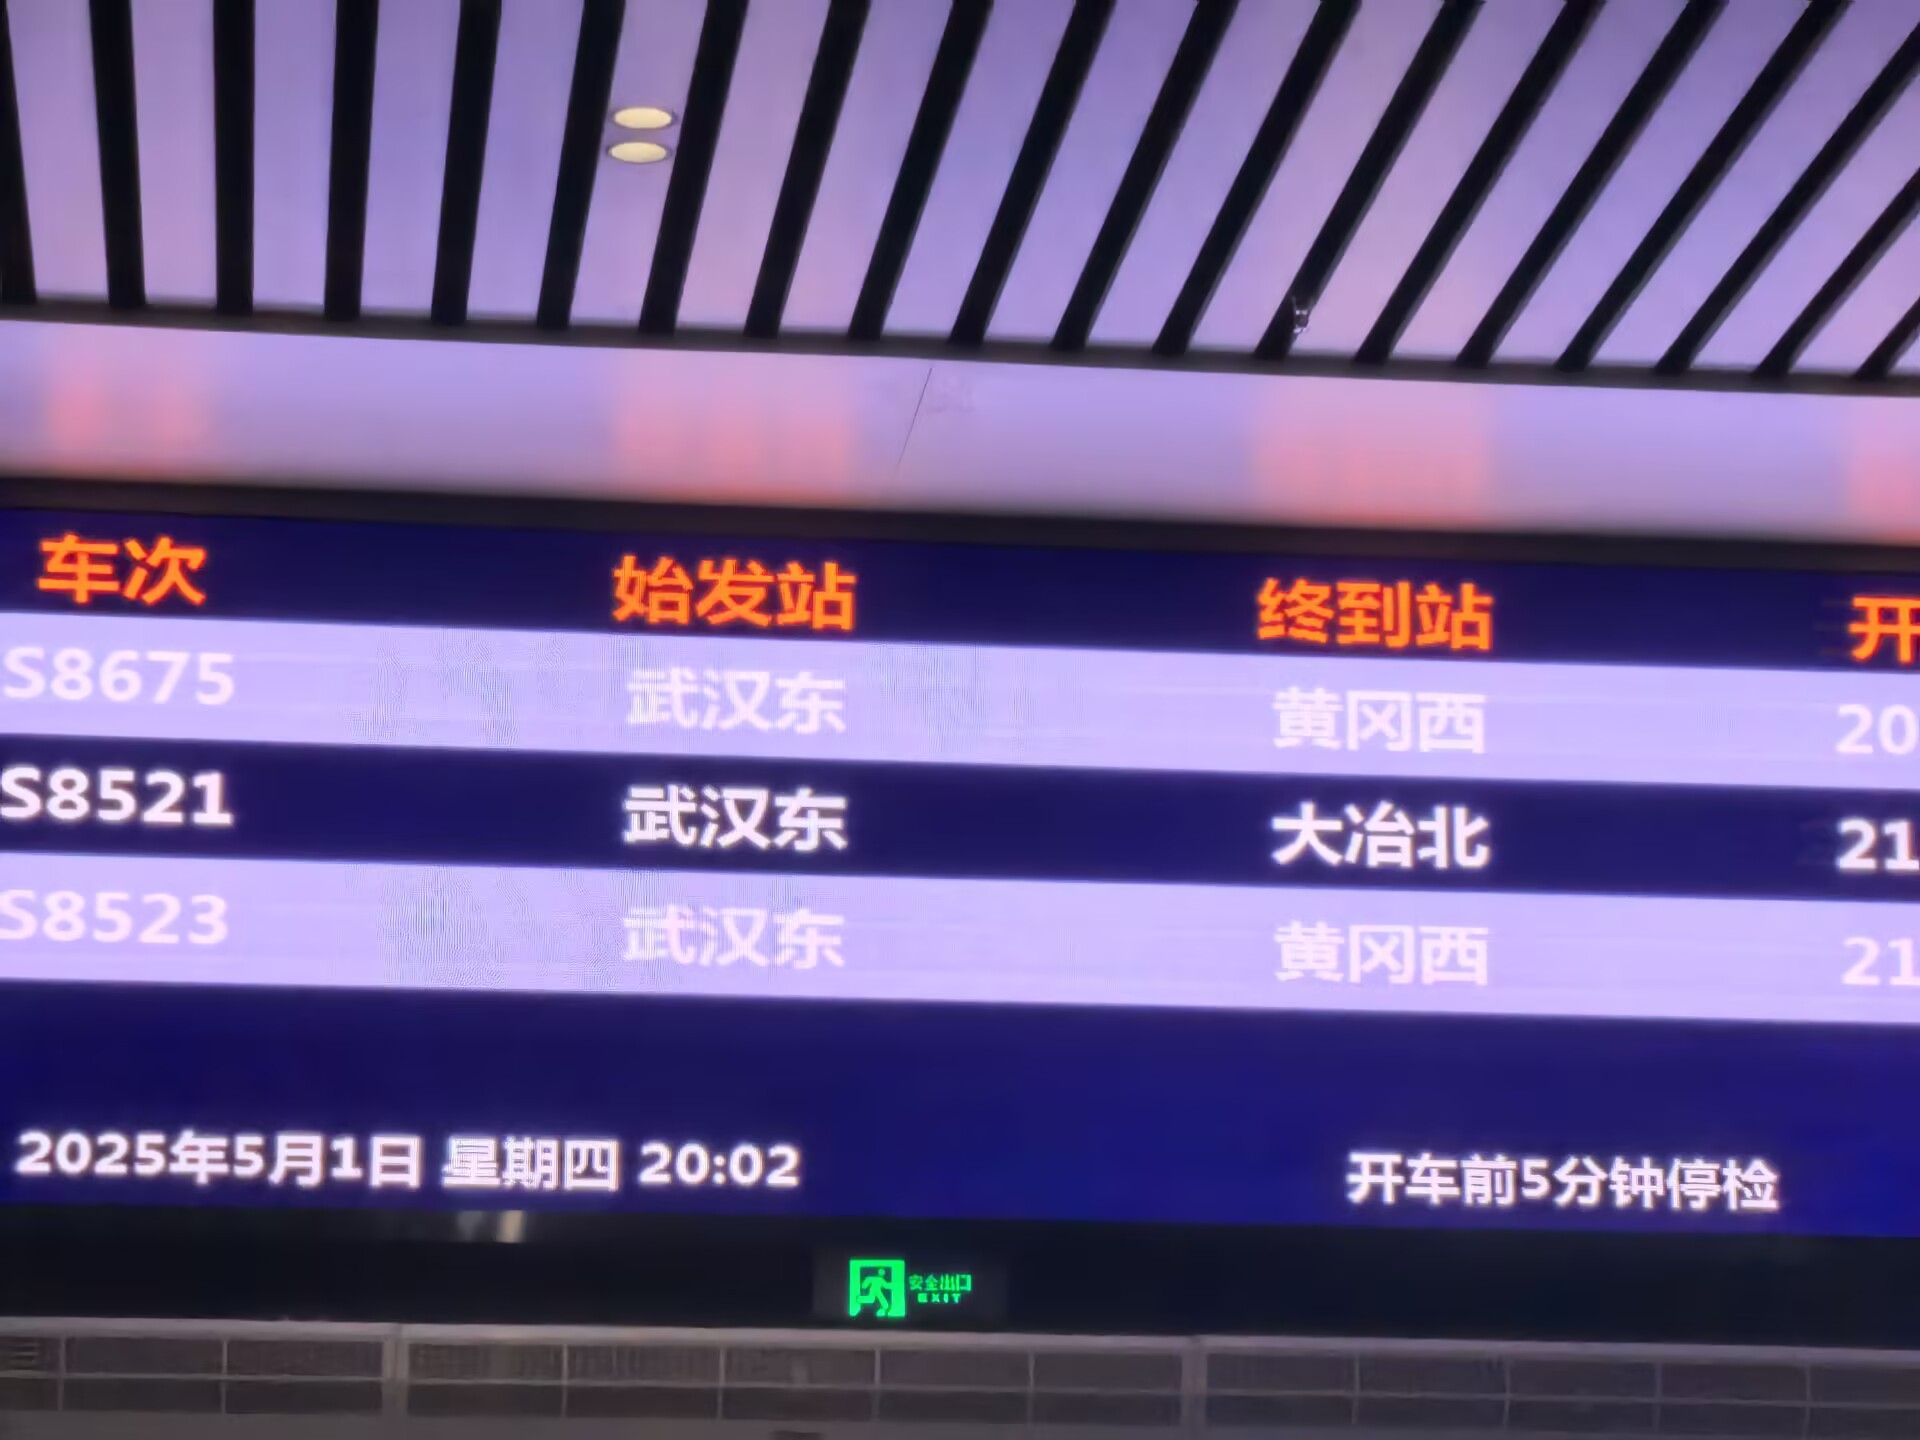 车次 始发站 终到站 开
S8675 武汉东 黄冈西 20
S8521 武汉东 大冶北 21
S8523 武汉东 黄冈西 21
2025年5月1日 星期四 20:02 开车前5分钟停检
安全出口
EXIT